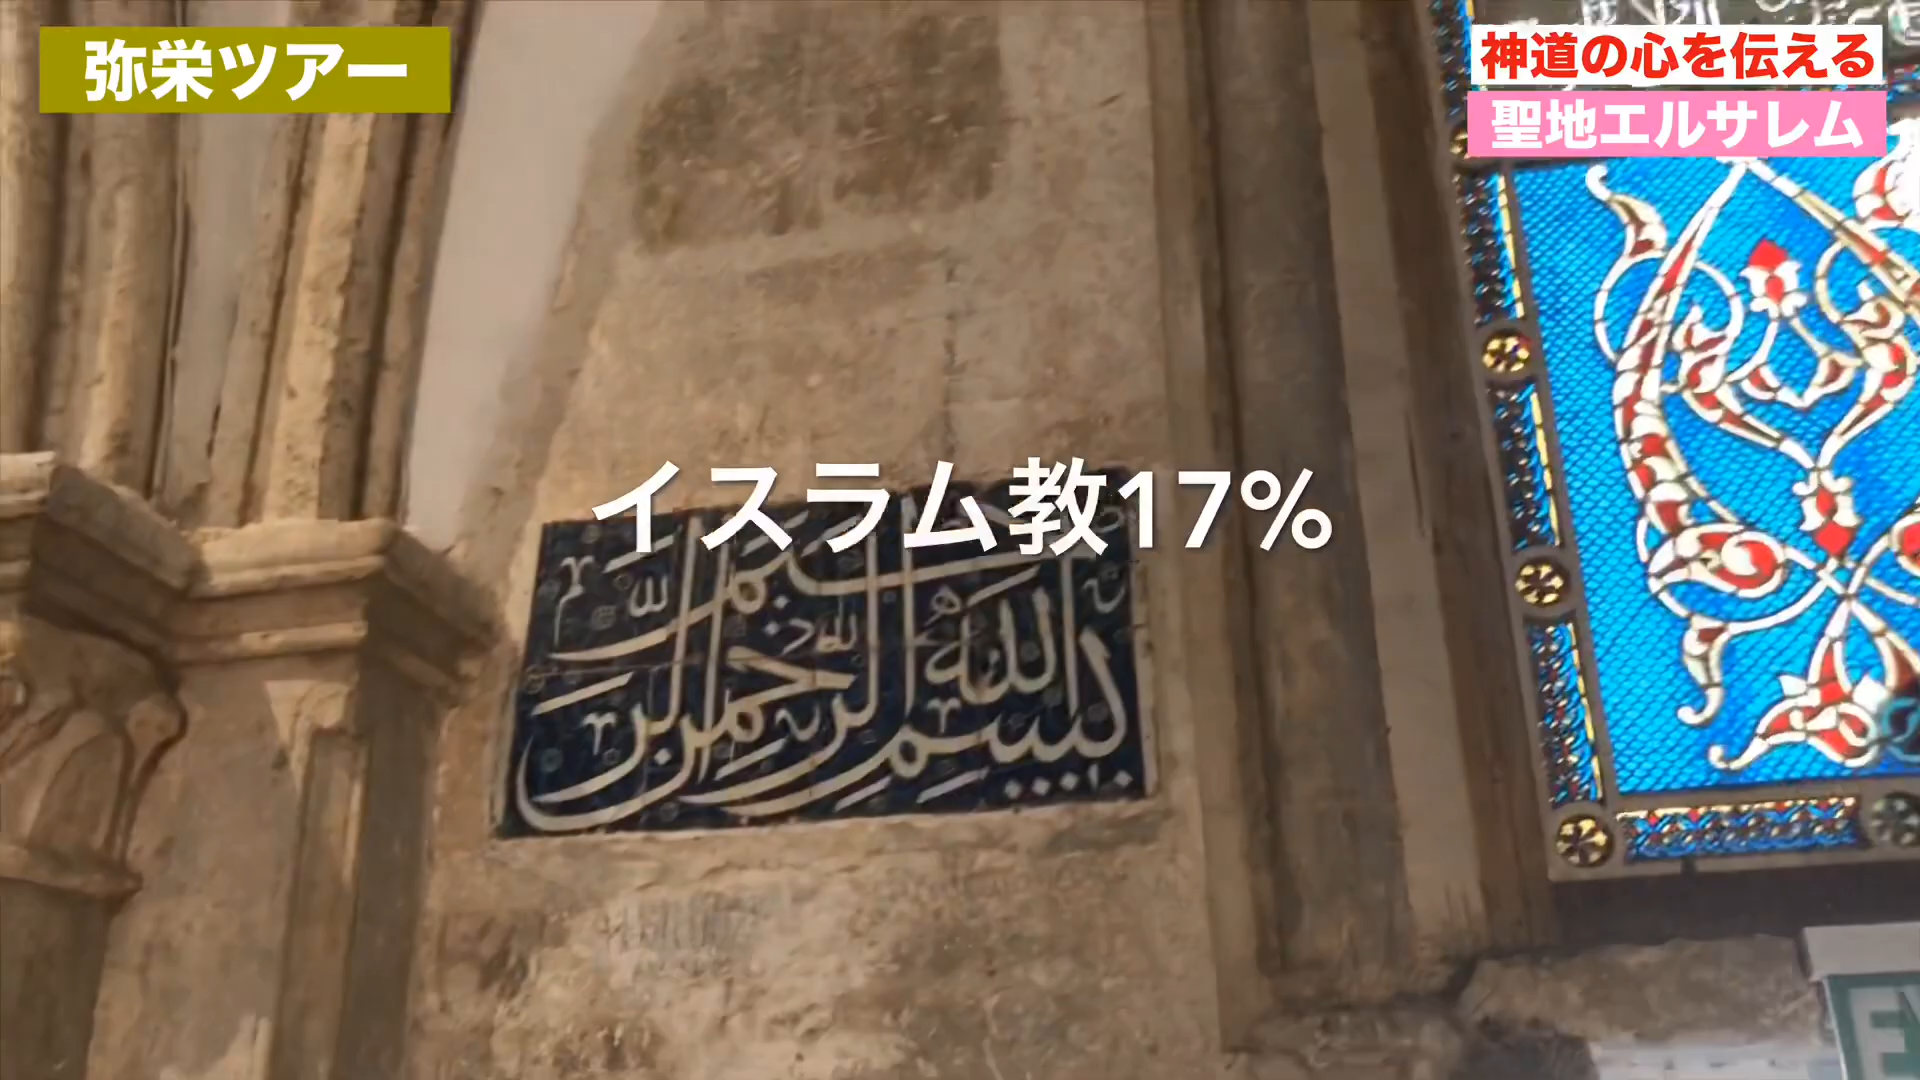 弥栄ツアー
神道の心を伝える
聖地エルサレム
イスラム教17%
بسم الله الرحمن الرحيم